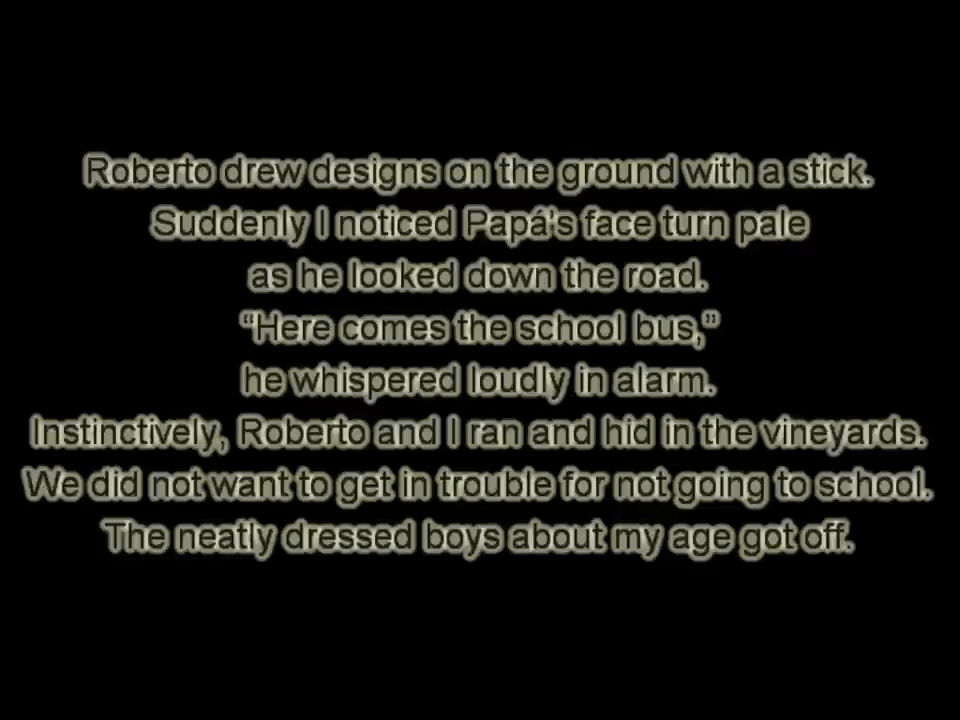 Roberto drew designs on the ground with a stick.
Suddenly I noticed Papá's face turn pale
as he looked down the road.
“Here comes the school bus,”
he whispered loudly in alarm.
Instinctively, Roberto and I ran and hid in the vineyards.
We did not want to get in trouble for not going to school.
The neatly dressed boys about my age got off.